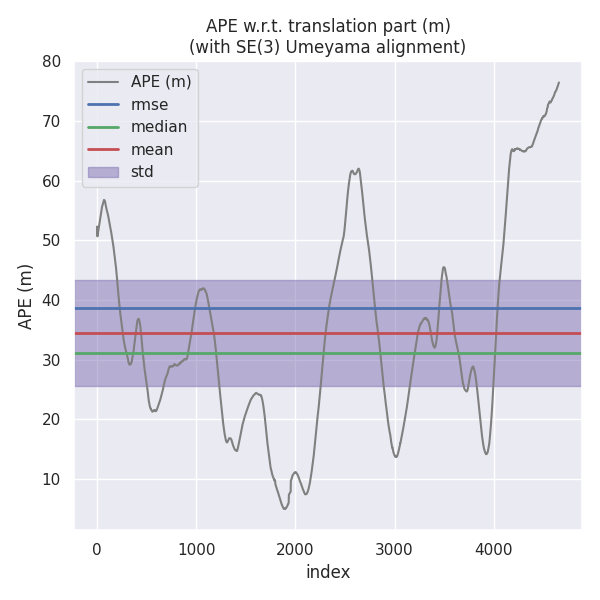 APE w.r.t. translation part (m)
(with SE(3) Umeyama alignment)
APE (m)
rmse
median
mean
std
80
70
60
50
40
30
20
10
APE (m)
0 1000 2000 3000 4000
index